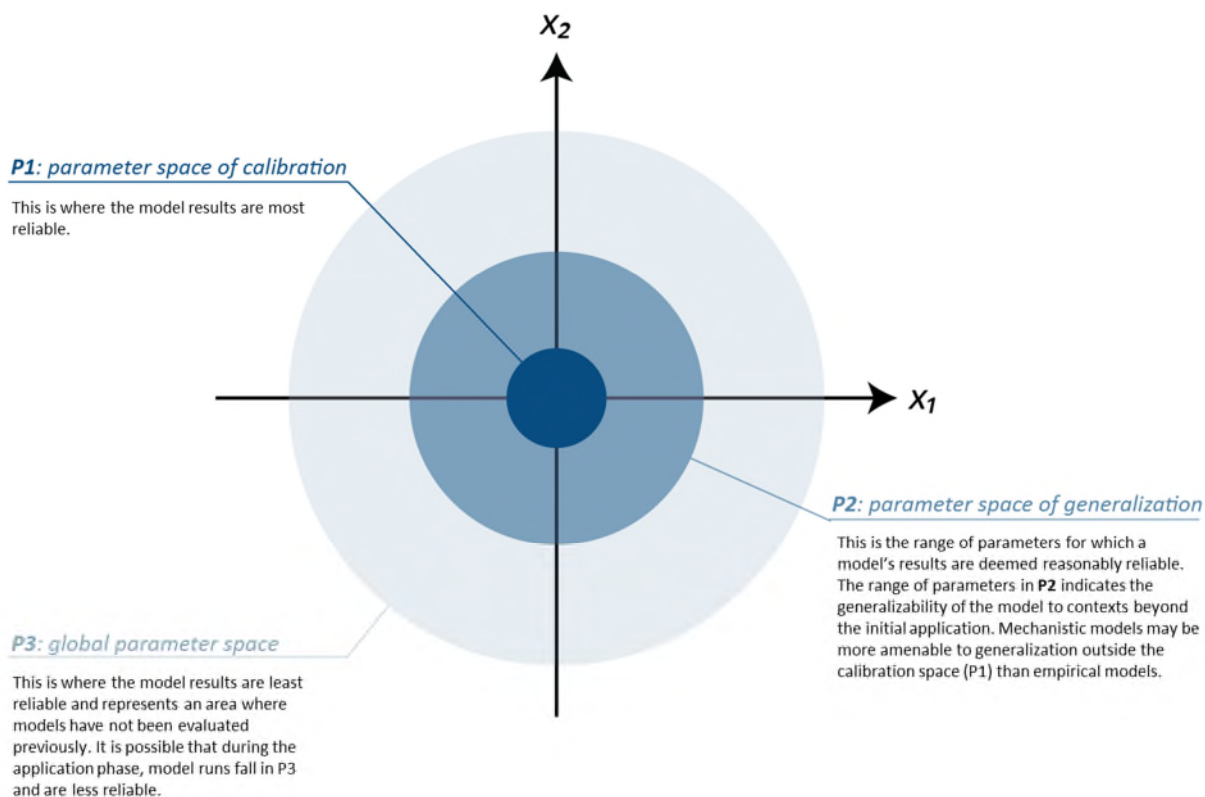 X2
P1: parameter space of calibration
This is where the model results are most
reliable.
X1
P2: parameter space of generalization
This is the range of parameters for which a
model's results are deemed reasonably reliable.
The range of parameters in P2 indicates the
generalizability of the model to contexts beyond
the initial application. Mechanistic models may be
more amenable to generalization outside the
calibration space (P1) than empirical models.
P3: global parameter space
This is where the model results are least
reliable and represents an area where
models have not been evaluated
previously. It is possible that during the
application phase, model runs fall in P3
and are less reliable.